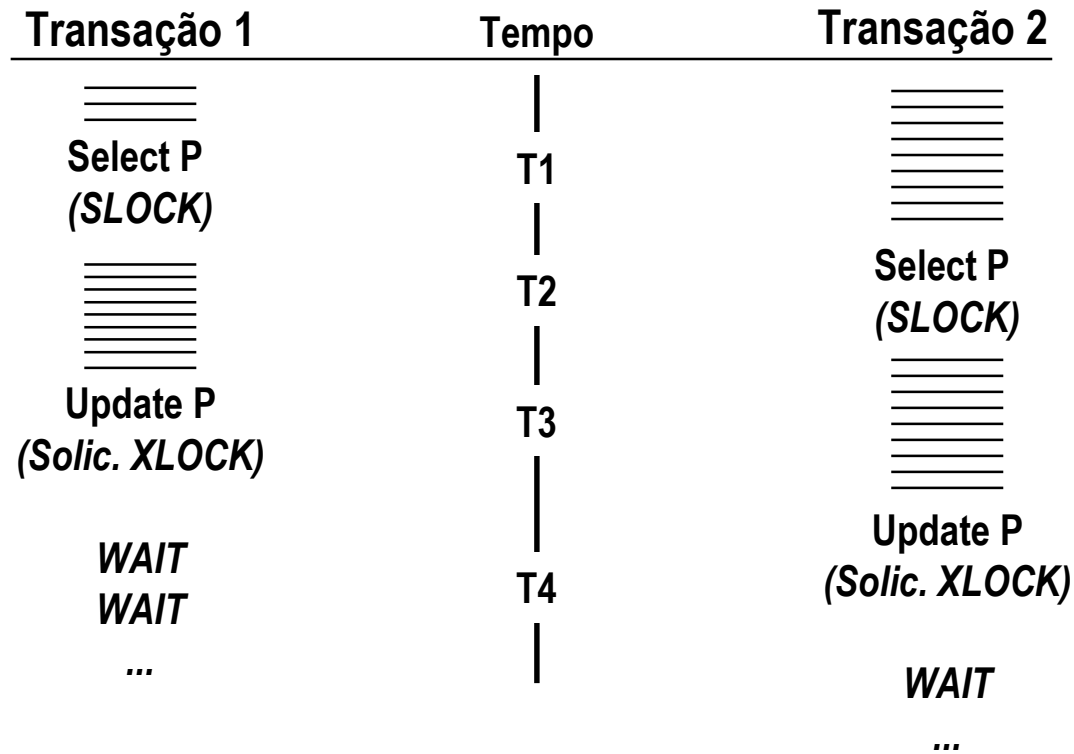 Transação 1 Tempo Transação 2
Select P
(SLOCK)
T1
Select P
(SLOCK)
T2
Update P
(Solic. XLOCK)
T3
Update P
(Solic. XLOCK)
WAIT
WAIT
...
T4
WAIT
...